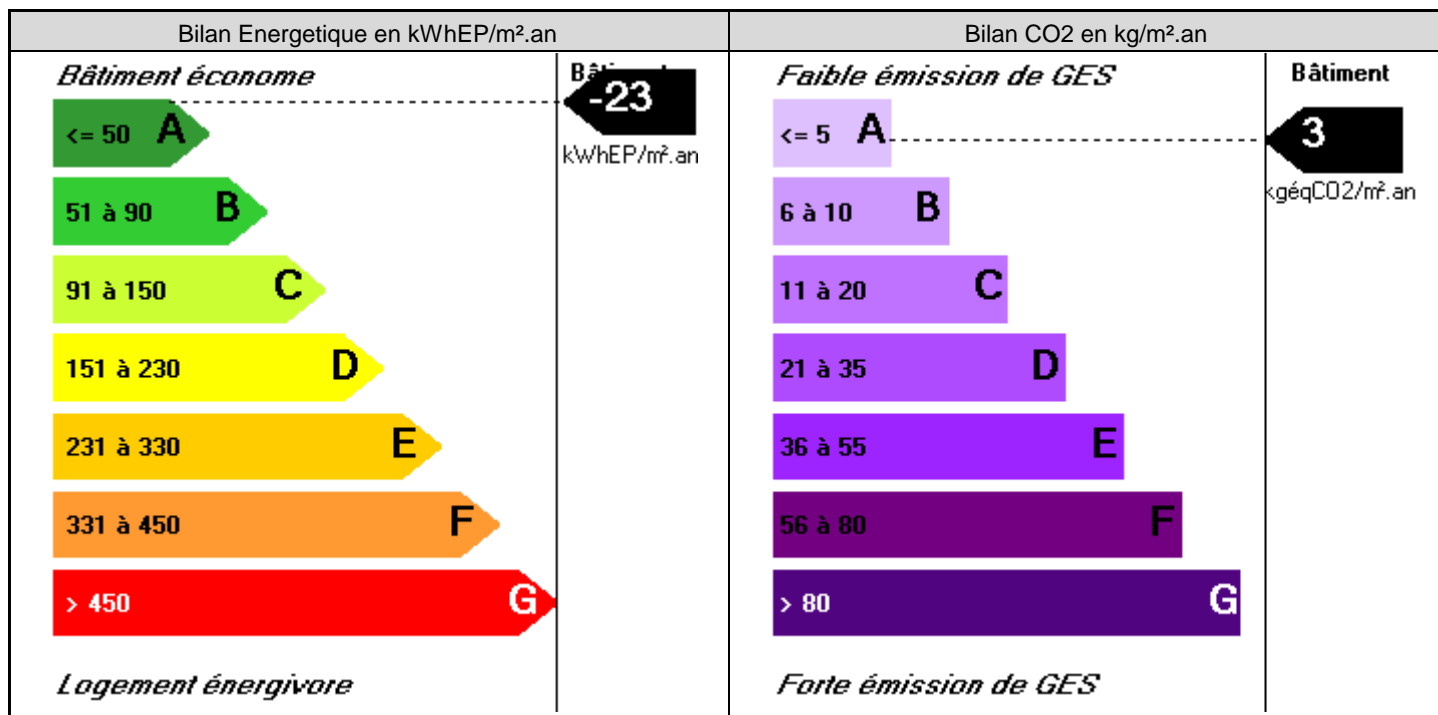 Bilan Energetique en kWhEP/m².an
Bâtiment économe
-23
kWhEP/m².an
<= 50 A
51 à 90 B
91 à 150 C
151 à 230 D
231 à 330 E
331 à 450 F
> 450 G
Logement énergivore
Bilan CO2 en kg/m².an
Faible émission de GES
Bâtiment
3
kgéqCO2/m².an
<= 5 A
6 à 10 B
11 à 20 C
21 à 35 D
36 à 55 E
56 à 80 F
> 80 G
Forte émission de GES